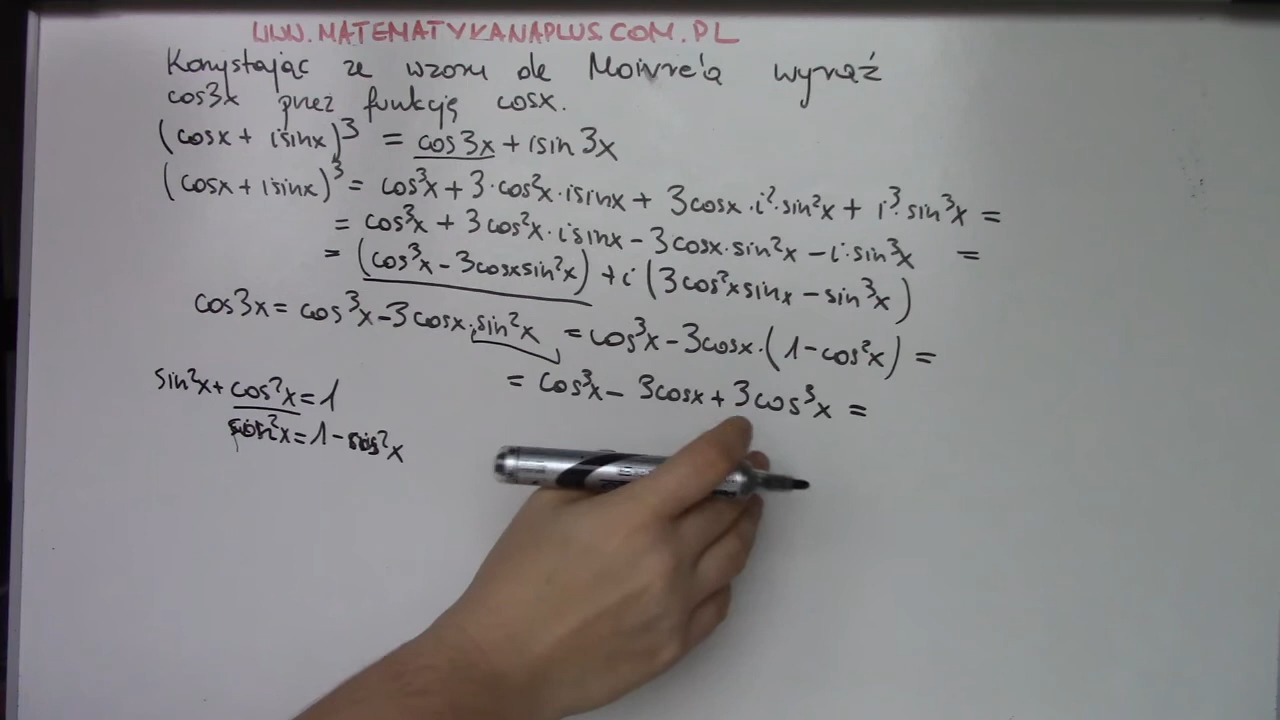 WWW.MATEMATYKANAPLUS.COM.PL
Korzystając ze wzoru de Moivre'a wyraź
cos3x przez funkcję cosx.
(cosx + isinx)³ = cos3x + isin3x
(cosx + isinx)³ = cos³x + 3·cos²x·isinx + 3cosx·i²·sin²x + i³·sin³x =
= cos³x + 3cos²x·isinx - 3cosx·sin²x - i·sin³x =
= (cos³x - 3cosxsin²x) + i(3cos²xsinx - sin³x)
cos3x = cos³x - 3cosx·sin²x = cos³x - 3cosx·(1 - cos²x) =
= cos³x - 3cosx + 3cos³x =
sin²x + cos²x = 1
sin²x = 1 - cos²x